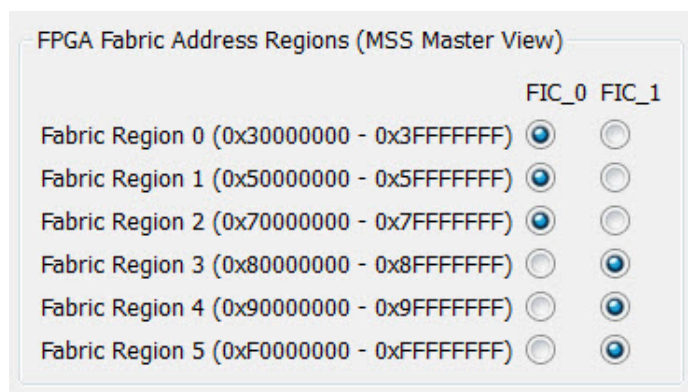 FPGA Fabric Address Regions (MSS Master View)
FIC_0 FIC_1
Fabric Region 0 (0x30000000 - 0x3FFFFFFF)
Fabric Region 1 (0x50000000 - 0x5FFFFFFF)
Fabric Region 2 (0x70000000 - 0x7FFFFFFF)
Fabric Region 3 (0x80000000 - 0x8FFFFFFF)
Fabric Region 4 (0x90000000 - 0x9FFFFFFF)
Fabric Region 5 (0xF0000000 - 0xFFFFFFFF)